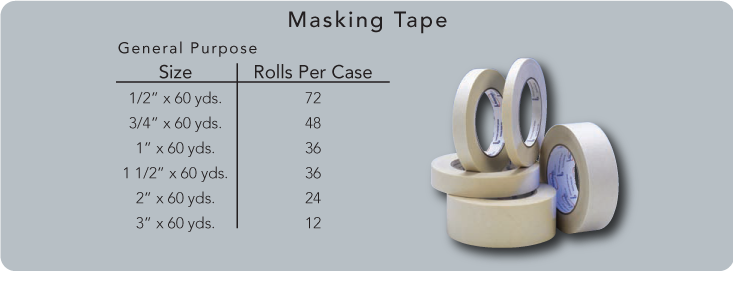 Masking Tape
General Purpose
Size Rolls Per Case
1/2” x 60 yds. 72
3/4” x 60 yds. 48
1” x 60 yds. 36
1 1/2” x 60 yds. 36
2” x 60 yds. 24
3” x 60 yds. 12